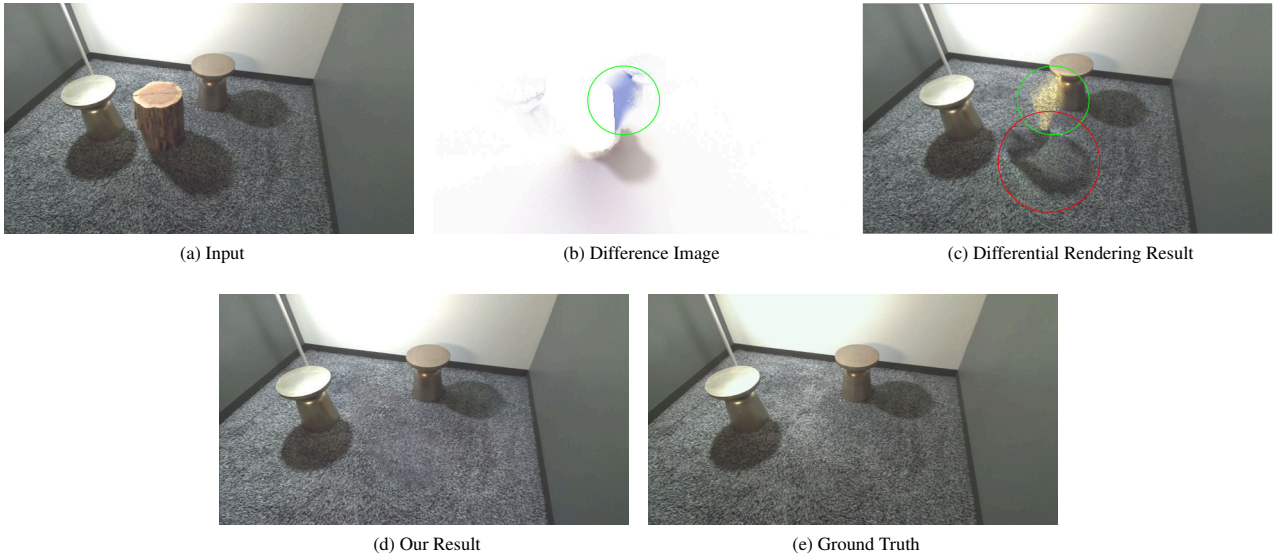 (a) Input
(b) Difference Image
(c) Differential Rendering Result
(d) Our Result
(e) Ground Truth